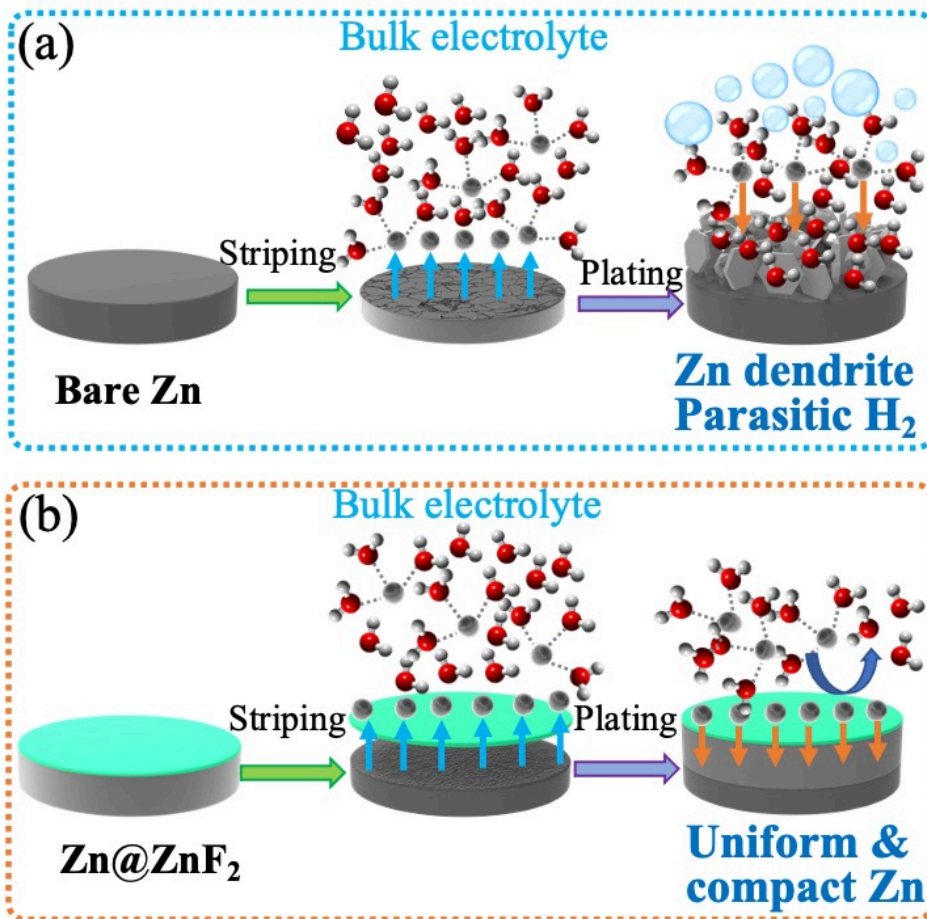 (a)
Bulk electrolyte
Striping
Plating
Bare Zn
Zn dendrite
Parasitic H₂
(b)
Bulk electrolyte
Striping
Plating
Zn@ZnF₂
Uniform &
compact Zn